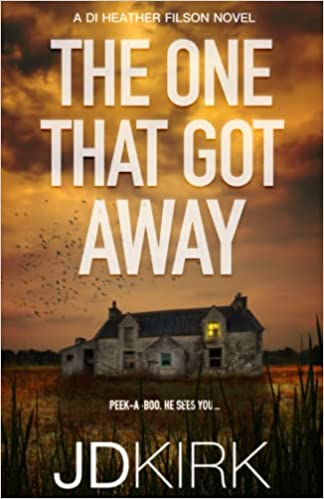 A DI HEATHER FILSON NOVEL
THE ONE
THAT GOT
AWAY
PEEK-A-BOO. HE SEES YOU...
JDKIRK